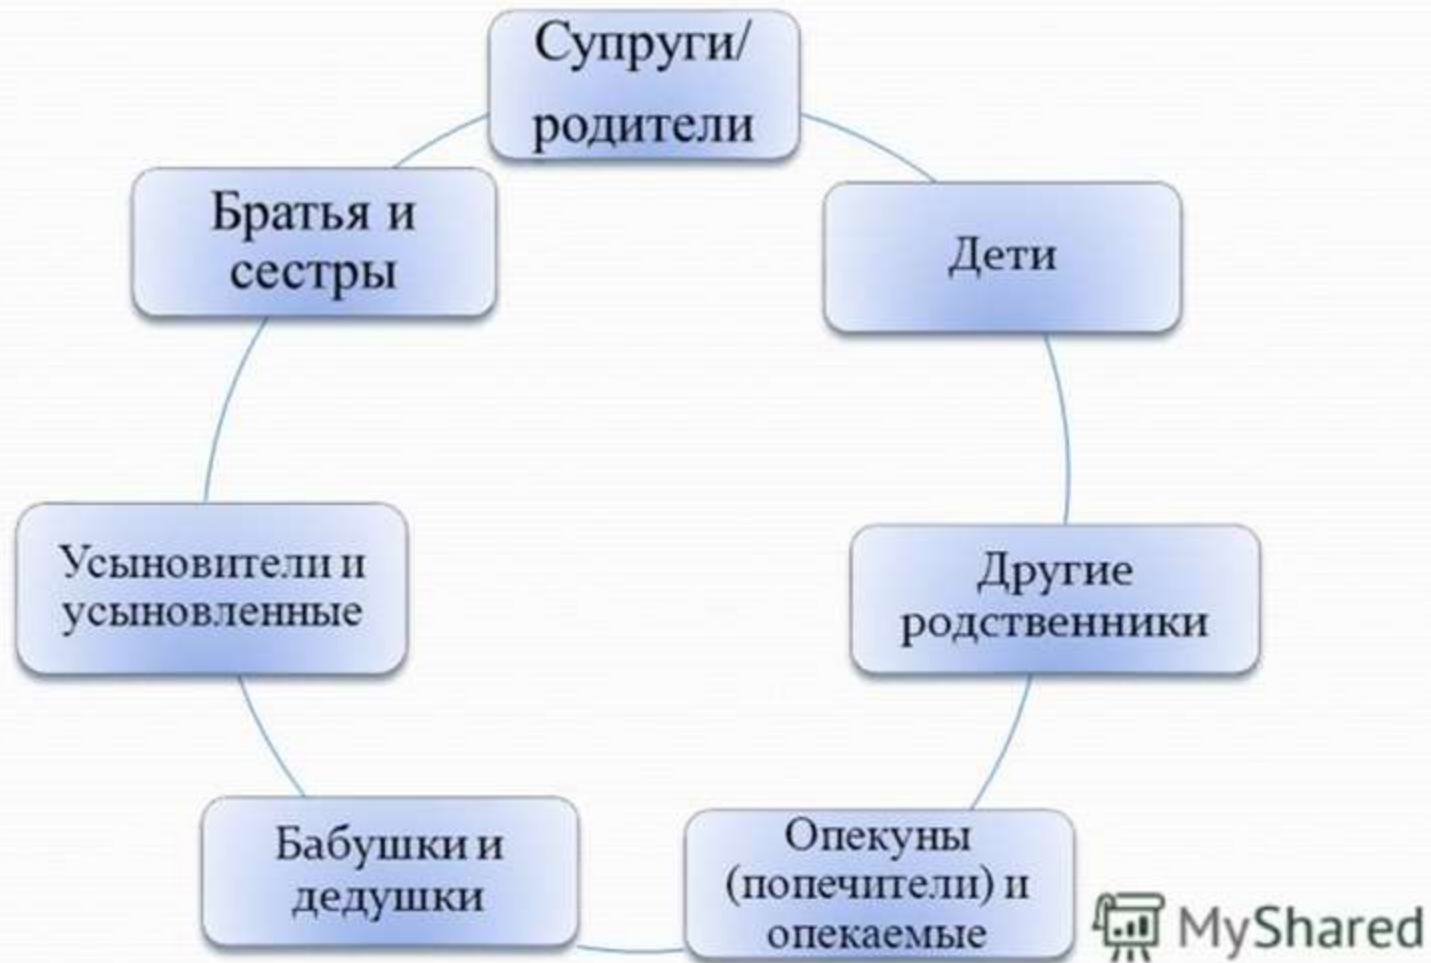 Супруги/
родители
Братья и
сестры
Дети
Усыновители и
усыновленные
Другие
родственники
Бабушки и
дедушки
Опекуны
(попечители) и
опекаемые
MyShared